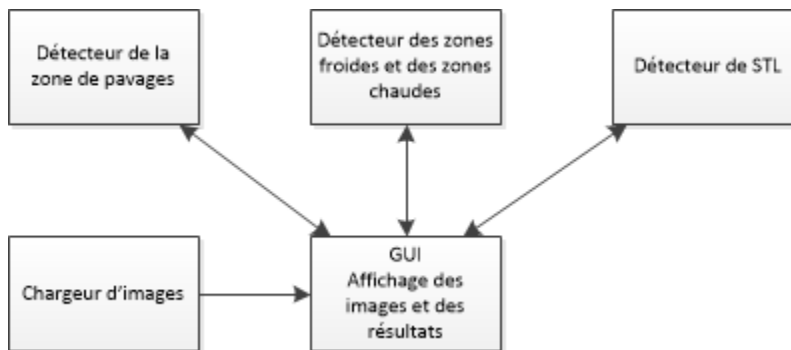 Détecteur de la
zone de pavages
Détecteur des zones
froides et des zones
chaudes
Détecteur de STL
Chargeur d'images
GUI
Affichage des
images et des
résultats